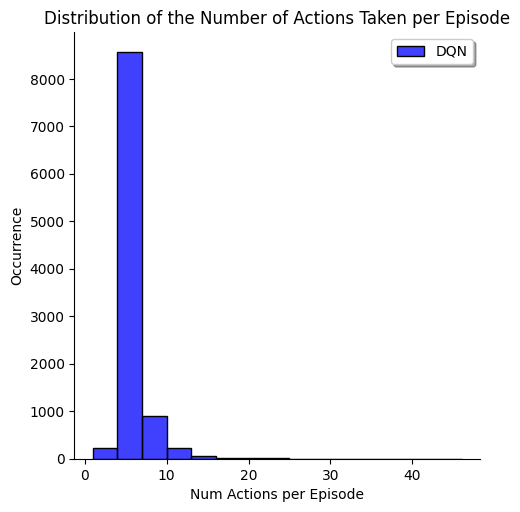 Distribution of the Number of Actions Taken per Episode
DQN
8000
7000
6000
5000
4000
3000
2000
1000
0
Occurrence
0 10 20 30 40
Num Actions per Episode